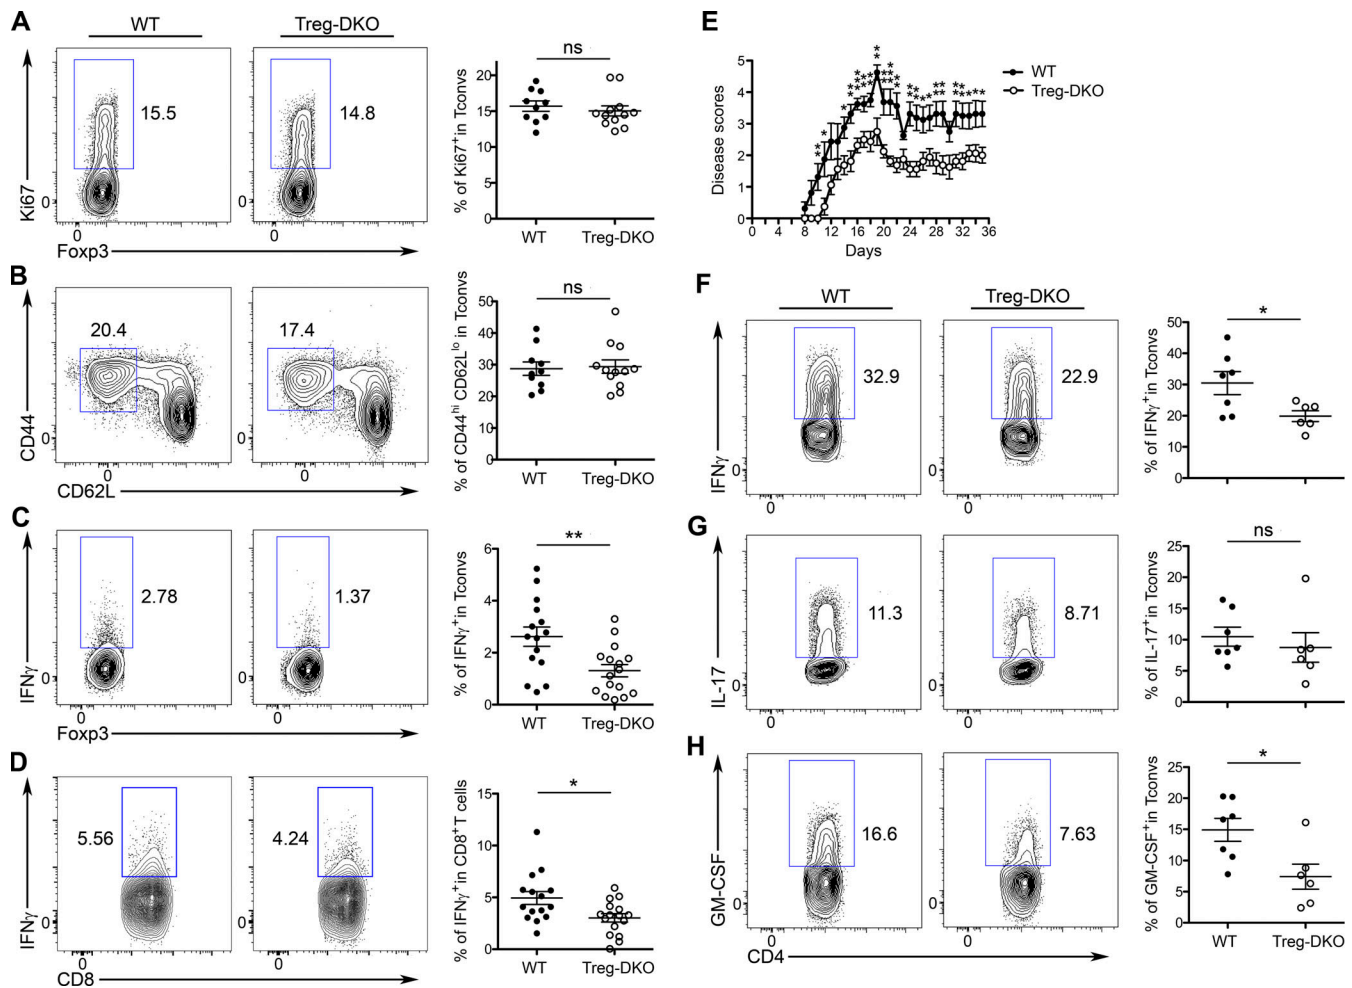 A
WT
Treg-DKO
Ki67
0
15.5
0
14.8
0
0
Foxp3
% of Ki67+ in Tconvs
20
15
10
5
0
ns
WT
Treg-DKO
B
CD44
0
20.4
0
17.4
0
0
CD62L
% of CD44hi CD62Llo in Tconvs
50
40
30
20
10
0
ns
WT
Treg-DKO
C
IFNγ
0
2.78
0
1.37
0
0
Foxp3
% of IFNγ+ in Tconvs
6
4
2
0
**
WT
Treg-DKO
D
IFNγ
0
5.56
0
4.24
0
0
CD8
% of IFNγ+ in CD8+ T cells
15
10
5
0
*
WT
Treg-DKO
E
Disease scores
5
4
3
2
1
0
0 4 8 12 16 20 24 28 32 36
Days
WT
Treg-DKO
F
WT
Treg-DKO
IFNγ
0
32.9
0
22.9
0
0
% of IFNγ+ in Tconvs
50
40
30
20
10
0
*
G
IL-17
0
11.3
0
8.71
0
0
% of IL-17+ in Tconvs
25
20
15
10
5
0
ns
H
GM-CSF
0
16.6
0
7.63
0
0
CD4
% of GM-CSF+ in Tconvs
25
20
15
10
5
0
*
WT
Treg-DKO